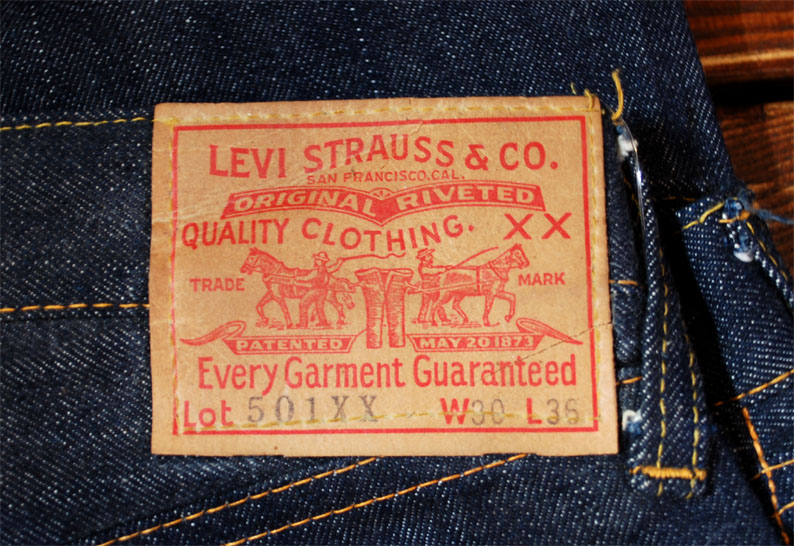 LEVI STRAUSS & CO.
SAN FRANCISCO, CAL.
ORIGINAL RIVETED
QUALITY CLOTHING. XX
TRADE MARK
PATENTED MAY 20 1873
Every Garment Guaranteed
Lot 501XX W30 L36